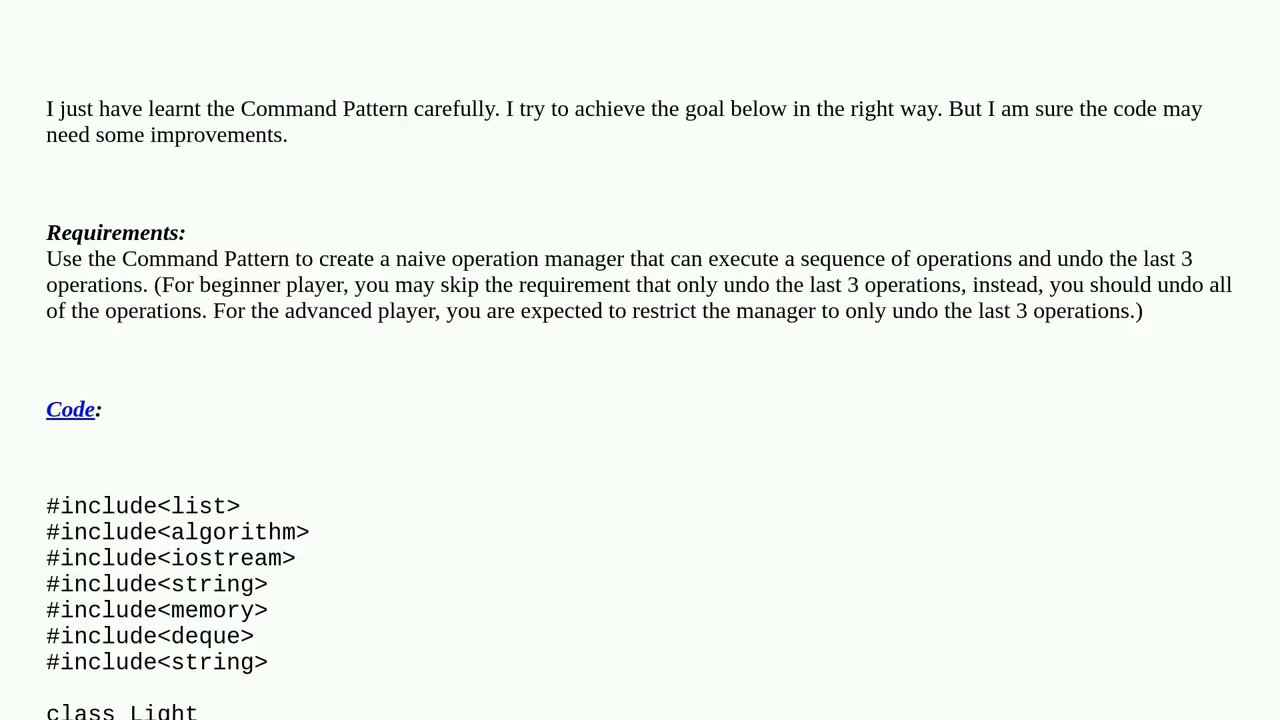 I just have learnt the Command Pattern carefully. I try to achieve the goal below in the right way. But I am sure the code may
need some improvements.
Requirements:
Use the Command Pattern to create a naive operation manager that can execute a sequence of operations and undo the last 3
operations. (For beginner player, you may skip the requirement that only undo the last 3 operations, instead, you should undo all
of the operations. For the advanced player, you are expected to restrict the manager to only undo the last 3 operations.)
Code:
#include<list>
#include<algorithm>
#include<iostream>
#include<string>
#include<memory>
#include<deque>
#include<string>
class Light